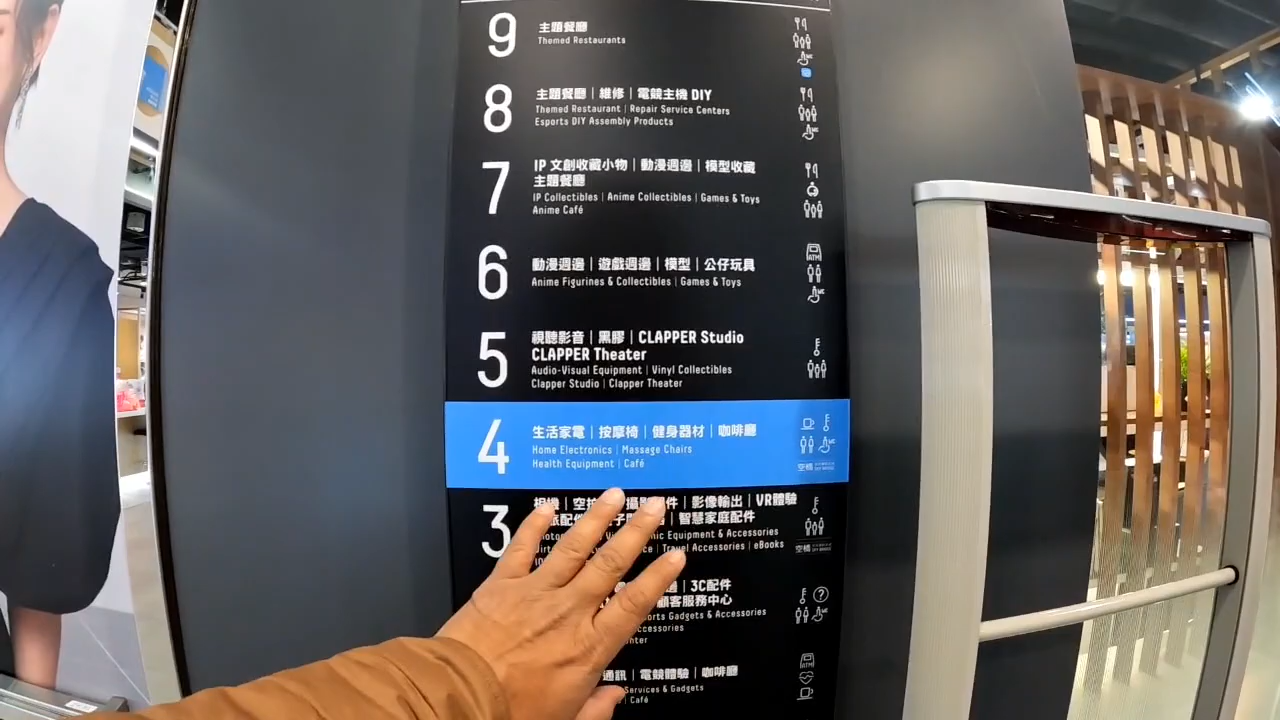 9
主題餐廳
Themed Restaurants
8
主題餐廳｜維修｜電競主機 DIY
Themed Restaurant | Repair Service Centers
Esports DIY Assembly Products
7
IP 文創收藏小物｜動漫週邊｜模型收藏
主題餐廳
IP Collectibles | Anime Collectibles | Games & Toys
Anime Café
6
動漫週邊｜遊戲週邊｜模型｜公仔玩具
Anime Figurines & Collectibles | Games & Toys
ATM
5
視聽影音｜黑膠｜CLAPPER Studio
CLAPPER Theater
Audio-Visual Equipment | Vinyl Collectibles
Clapper Studio | Clapper Theater
4
生活家電｜按摩椅｜健身器材｜咖啡廳
Home Electronics | Massage Chairs
Health Equipment | Café
空橋
3
相機｜件｜影像輸出｜VR體驗
配件｜智慧家庭配件
Equipment & Accessories
Travel Accessories | eBooks
空橋
｜3C配件
顧客服務中心
Gadgets & Accessories
通訊｜電競體驗｜咖啡廳
Services & Gadgets
| Café
ATM